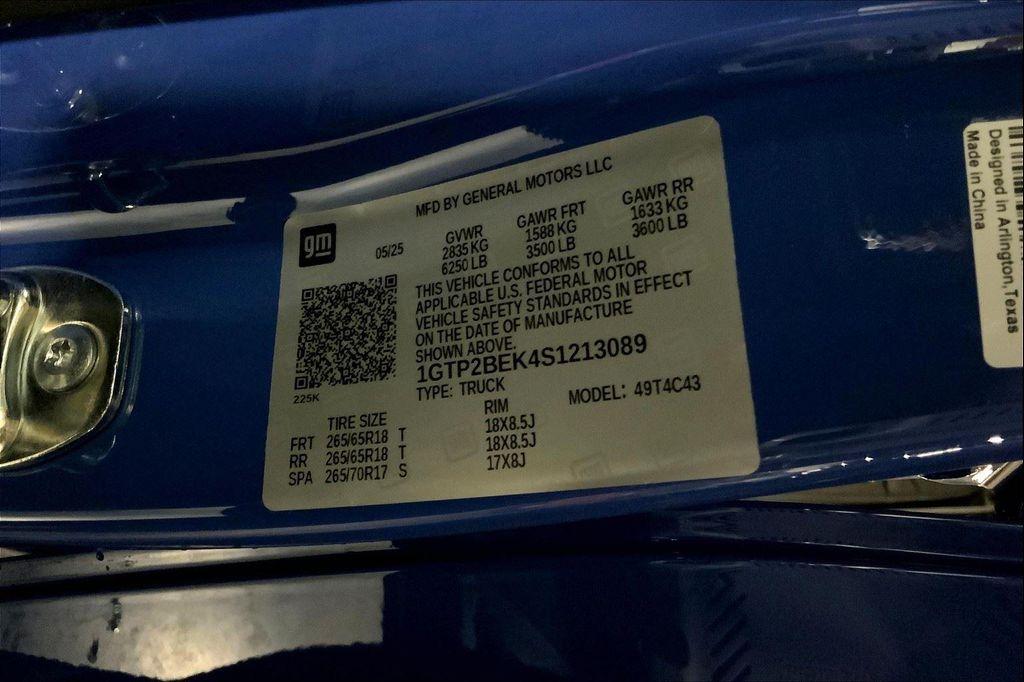 MFD BY GENERAL MOTORS LLC
gm
05/25
GVWR
2835 KG
6250 LB
GAWR FRT
1588 KG
3500 LB
GAWR RR
1633 KG
3600 LB
THIS VEHICLE CONFORMS TO ALL
APPLICABLE U.S. FEDERAL MOTOR
VEHICLE SAFETY STANDARDS IN EFFECT
ON THE DATE OF MANUFACTURE
SHOWN ABOVE.
1GTP2BEK4S1213089
TYPE: TRUCK
MODEL: 49T4C43
225K
TIRE SIZE RIM
FRT 265/65R18 T 18X8.5J
RR 265/65R18 T 18X8.5J
SPA 265/70R17 S 17X8J
Designed in Arlington, Texas
Made in China